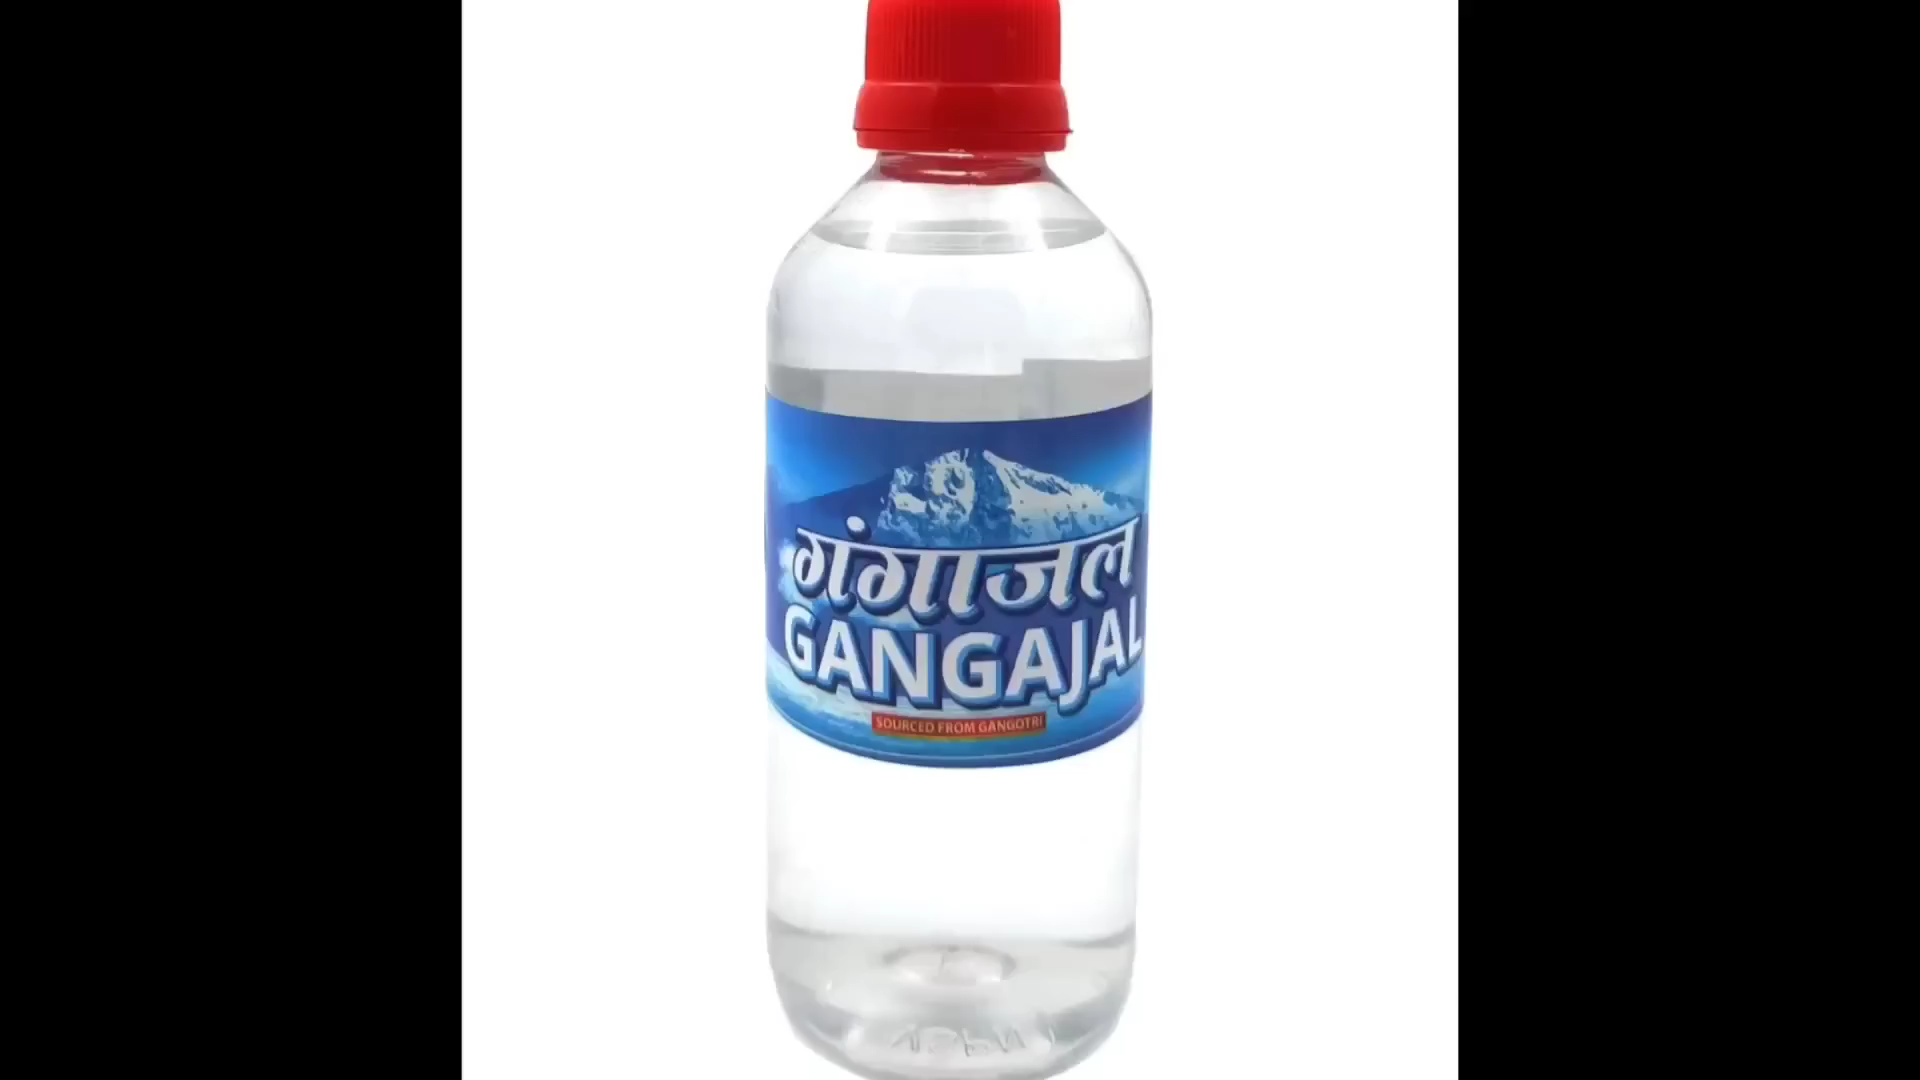 गंगाजल
GANGAJAL
SOURCED FROM GANGOTRI